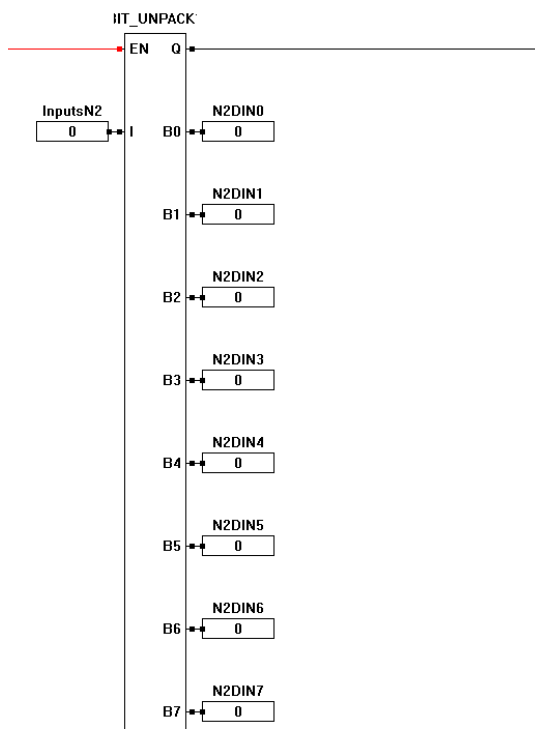 BIT_UNPACK
EN Q
InputsN2
0
I
B0
N2DIN0
0
B1
N2DIN1
0
B2
N2DIN2
0
B3
N2DIN3
0
B4
N2DIN4
0
B5
N2DIN5
0
B6
N2DIN6
0
B7
N2DIN7
0